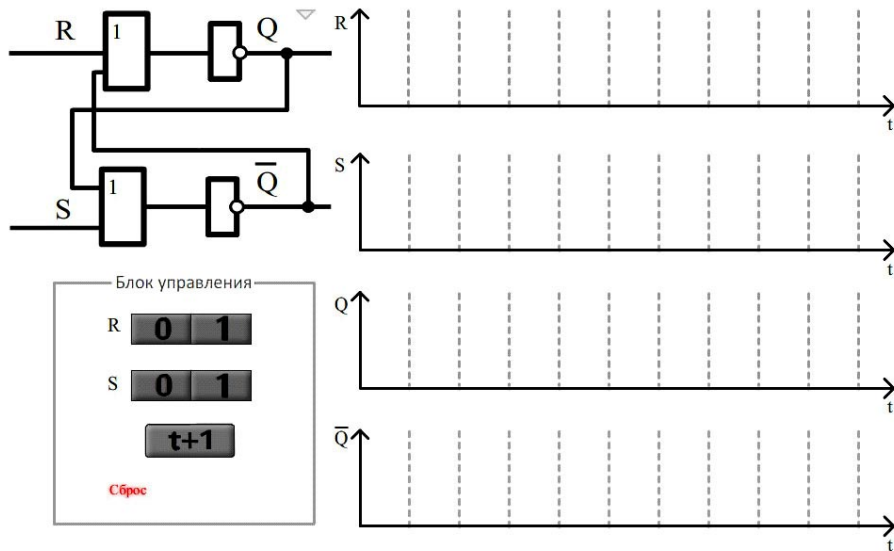 R 1 Q
S 1 Q̅
Блок управления
R 0 1
S 0 1
t+1
Сброс
R
t
S
t
Q
t
Q̅
t